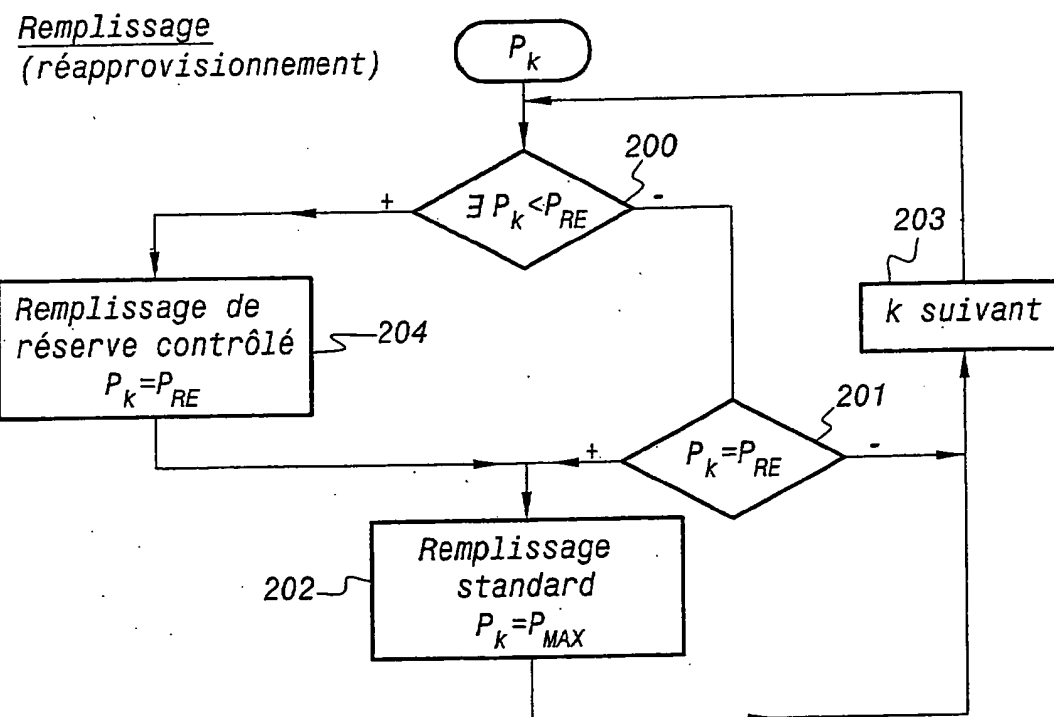 Remplissage
(réapprovisionnement)
P_k
200
+
∃ P_k<P_RE
-
203
k suivant
Remplissage de
réserve contrôlé
P_k=P_RE
204
201
+
P_k=P_RE
-
Remplissage
standard
P_k=P_MAX
202